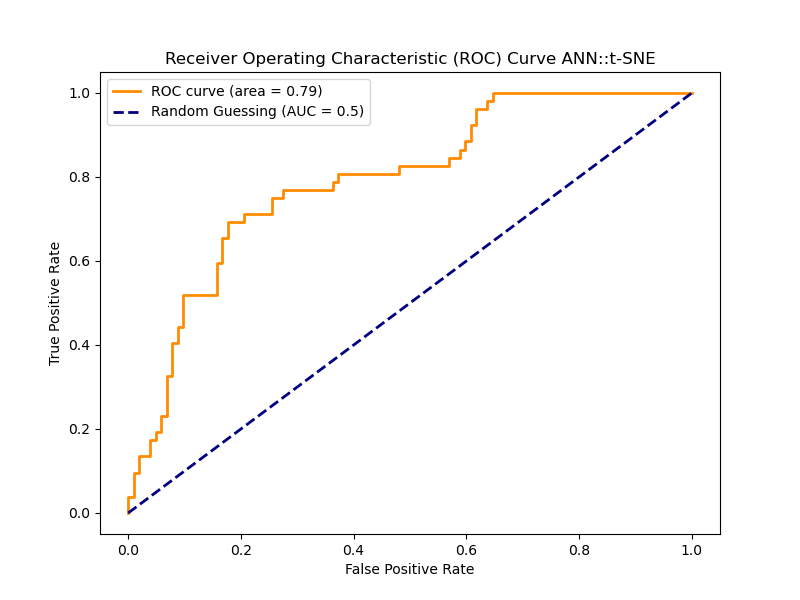 Receiver Operating Characteristic (ROC) Curve ANN::t-SNE
ROC curve (area = 0.79)
Random Guessing (AUC = 0.5)
True Positive Rate
1.0
0.8
0.6
0.4
0.2
0.0
0.0 0.2 0.4 0.6 0.8 1.0
False Positive Rate